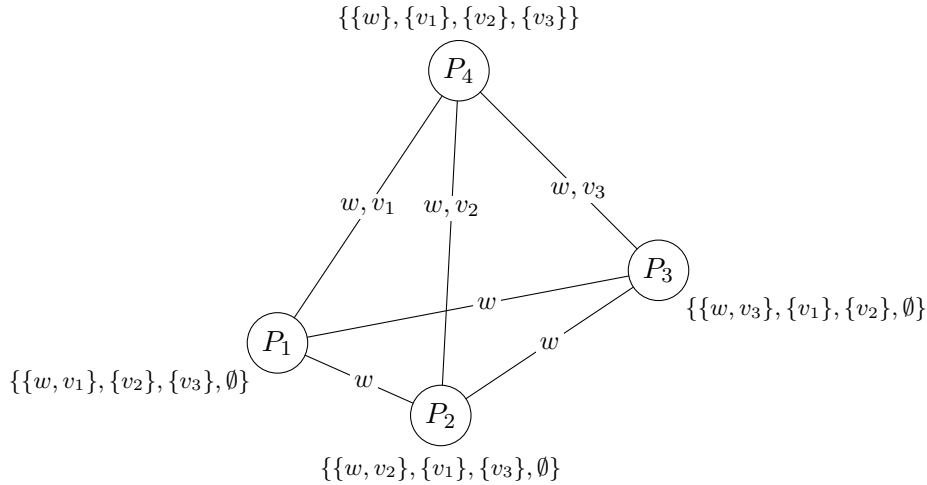 {{w}, {v₁}, {v₂}, {v₃}}
P₄
w, v₁
w, v₂
w, v₃
P₃
w
{{w, v₃}, {v₁}, {v₂}, ∅}
P₁
w
w
{{w, v₁}, {v₂}, {v₃}, ∅}
P₂
{{w, v₂}, {v₁}, {v₃}, ∅}